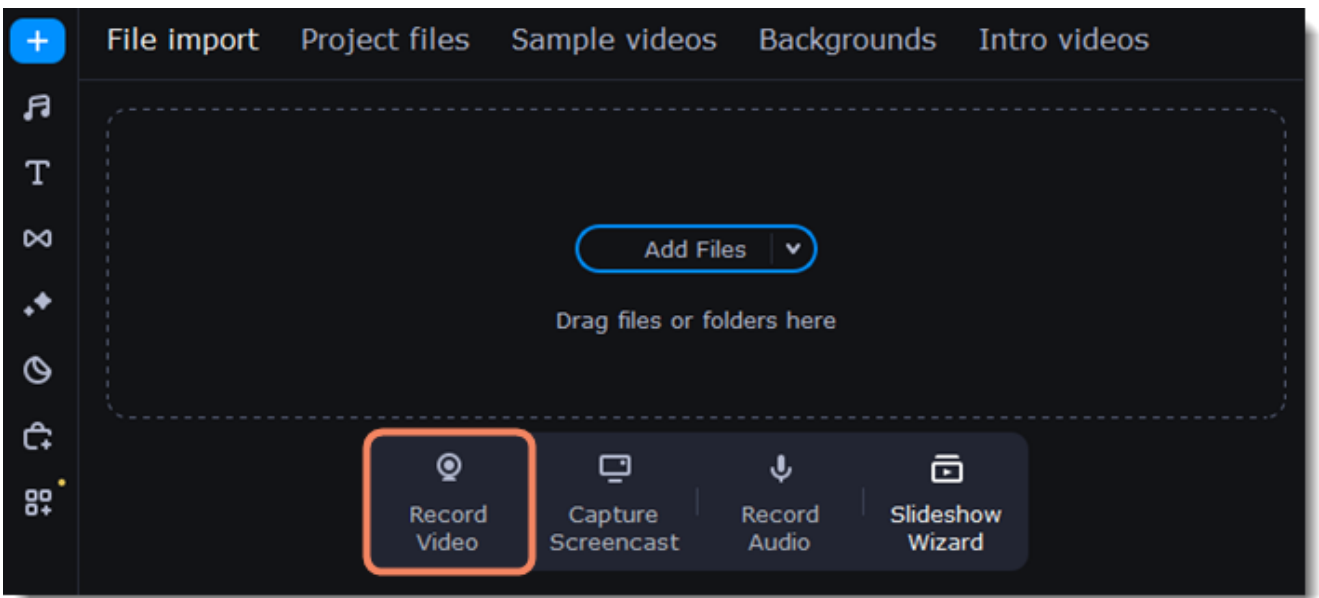 File import Project files Sample videos Backgrounds Intro videos
Add Files
Drag files or folders here
Record Video
Capture Screencast
Record Audio
Slideshow Wizard